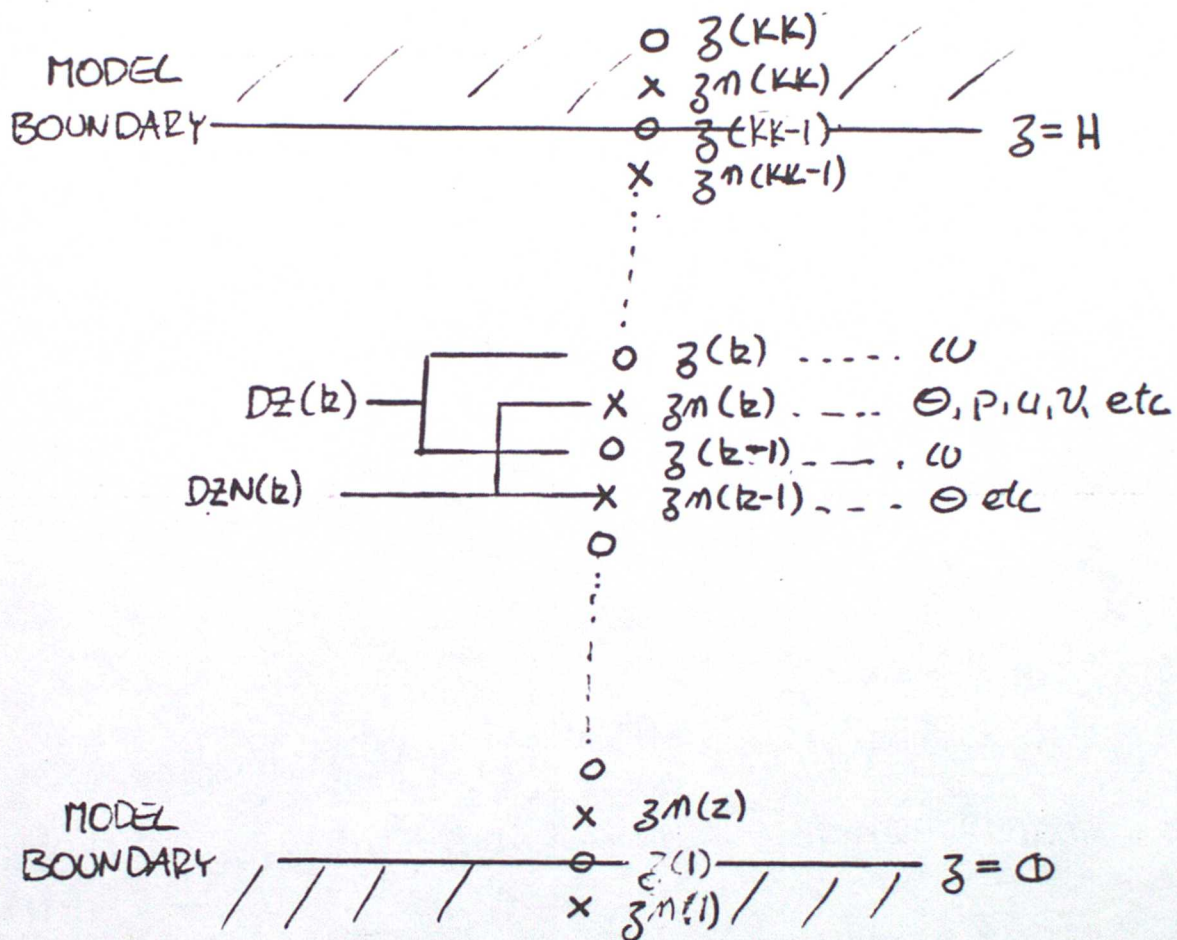 z(KK)
MODEL zn(KK)
BOUNDARY z(KK-1) z=H
zn(KK-1)
z(k) ..... w
DZ(k) zn(k) .... Θ, p, u, v, etc
z(k-1) .... w
DZN(k) zn(k-1) ... Θ etc
MODEL zn(2)
BOUNDARY z(1) z=Φ
zn(1)